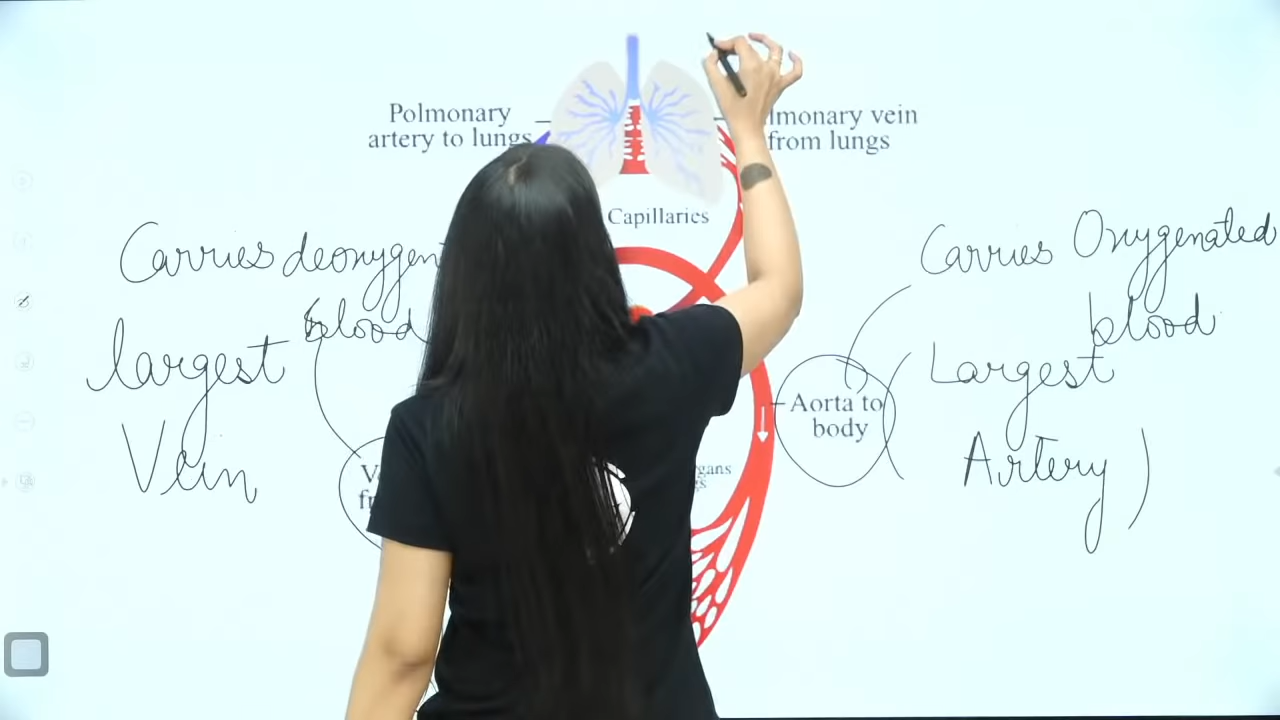 Polmonary
artery to lungs
lmonary vein
from lungs
Capillaries
Carries deoxygen
blood
largest
Vein
Carries Oxygenated
blood
Largest
Artery)
Aorta to
body